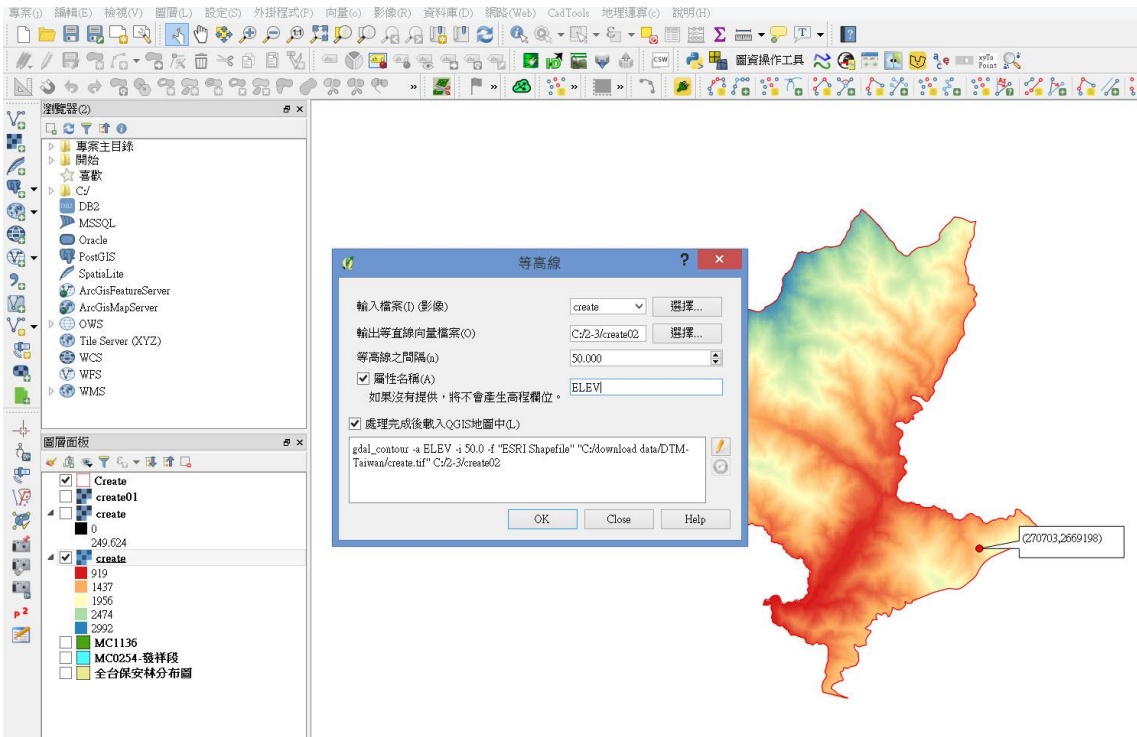 專案(j) 編輯(E) 檢視(V) 圖層(L) 設定(S) 外掛程式(P) 向量(o) 影像(R) 資料庫(D) 網路(Web) CadTools 地理運算(c) 說明(H)
CSW
圖資操作工具
xyTo Point
瀏覽器(2)
專案主目錄
開始
喜歡
C:/
DB2
MSSQL
Oracle
PostGIS
SpatiaLite
ArcGisFeatureServer
ArcGisMapServer
OWS
Tile Server (XYZ)
WCS
WFS
WMS
圖層面板
Create
create01
create
0
249.624
create
919
1437
1956
2474
2992
MC1136
MC0254-發祥段
全台保安林分布圖
等高線
輸入檔案(I) (影像) create 選擇...
輸出等直線向量檔案(O) C:/2-3/create02 選擇...
等高線之間隔(n) 50.000
屬性名稱(A) ELEV
如果沒有提供，將不會產生高程欄位。
處理完成後載入QGIS地圖中(L)
gdal_contour -a ELEV -i 50.0 -f "ESRI Shapefile" "C:/download data/DTM-
Taiwan/create.tif" C:/2-3/create02
OK Close Help
(270703,2669198)